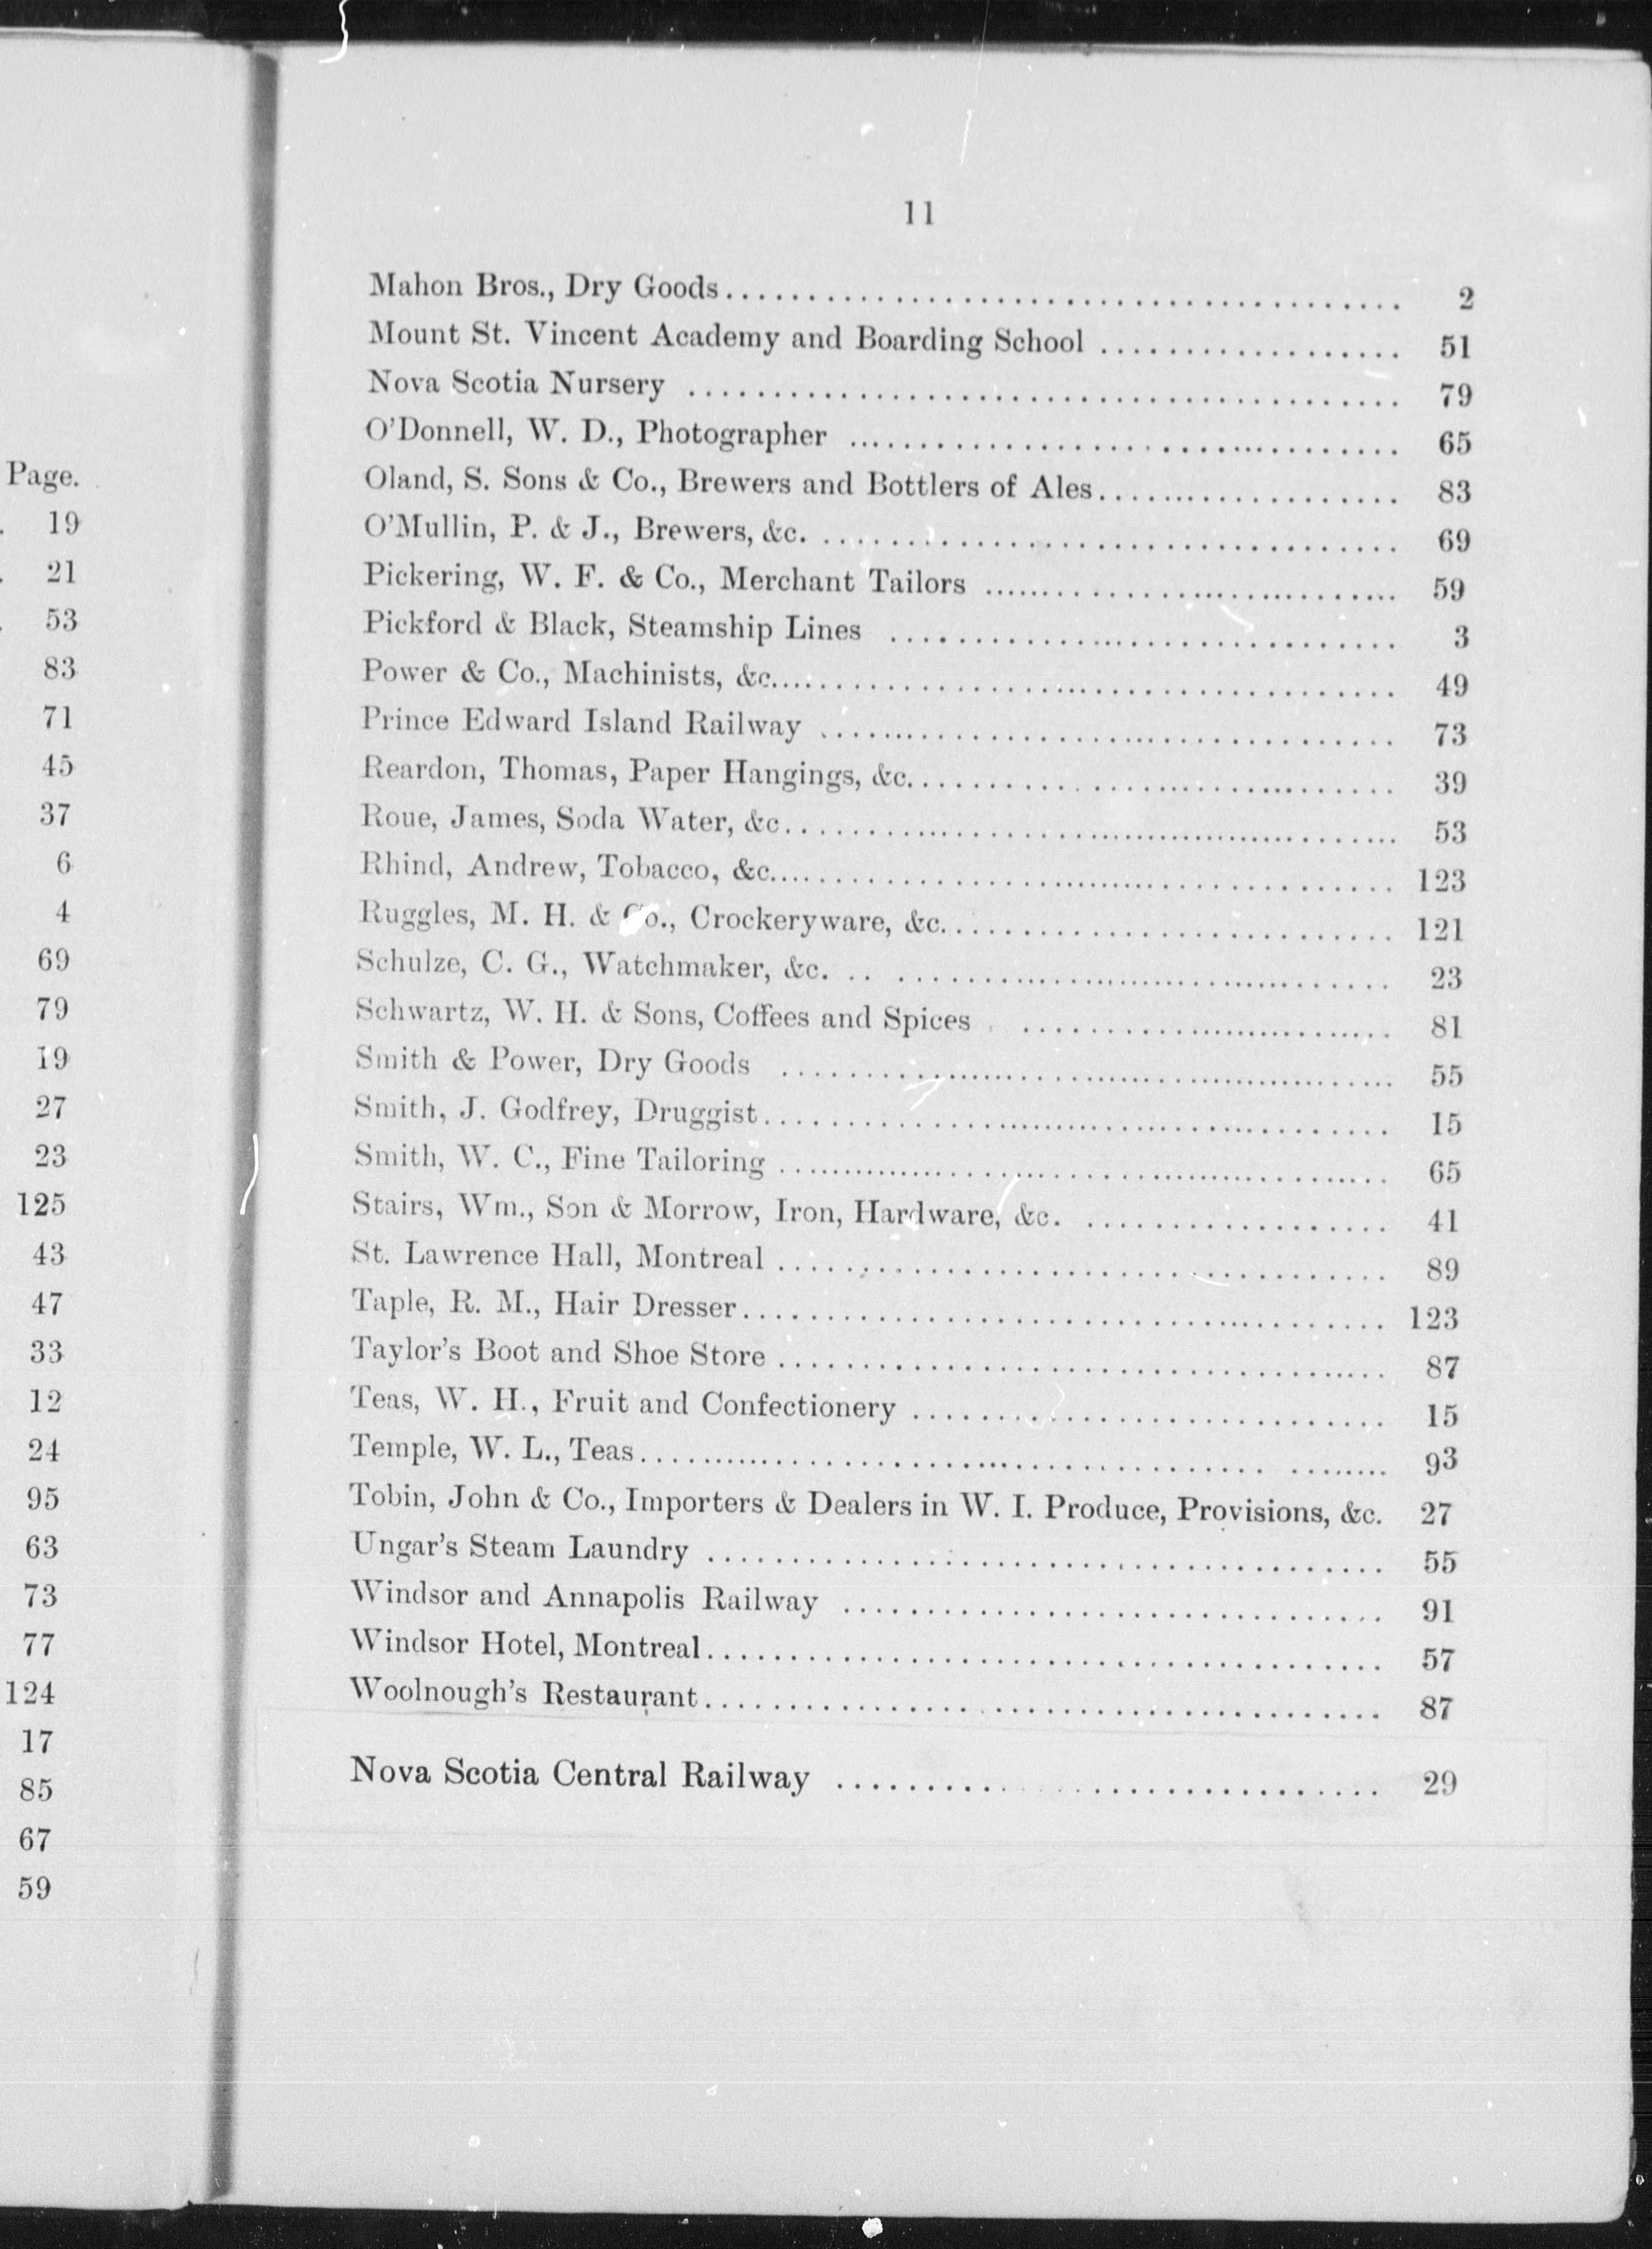 Page.
19
21
53
83
71
45
37
6
4
69
79
19
27
23
125
43
47
33
12
24
95
63
73
77
124
17
85
67
59
11
Mahon Bros., Dry Goods........................................ 2
Mount St. Vincent Academy and Boarding School .................. 51
Nova Scotia Nursery .......................................... 79
O'Donnell, W. D., Photographer ................................. 65
Oland, S. Sons & Co., Brewers and Bottlers of Ales.................. 83
O'Mullin, P. & J., Brewers, &c. .................................. 69
Pickering, W. F. & Co., Merchant Tailors ........................... 59
Pickford & Black, Steamship Lines ............................... 3
Power & Co., Machinists, &c..................................... 49
Prince Edward Island Railway ................................... 73
Reardon, Thomas, Paper Hangings, &c............................. 39
Roue, James, Soda Water, &c..................................... 53
Rhind, Andrew, Tobacco, &c..................................... 123
Ruggles, M. H. & Co., Crockeryware, &c........................... 121
Schulze, C. G., Watchmaker, &c. .. ................................ 23
Schwartz, W. H. & Sons, Coffees and Spices ........................ 81
Smith & Power, Dry Goods ...................................... 55
Smith, J. Godfrey, Druggist...................................... 15
Smith, W. C., Fine Tailoring ..................................... 65
Stairs, Wm., Son & Morrow, Iron, Hardware, &c. .................. 41
St. Lawrence Hall, Montreal ..................................... 89
Taple, R. M., Hair Dresser....................................... 123
Taylor's Boot and Shoe Store ..................................... 87
Teas, W. H., Fruit and Confectionery ............................. 15
Temple, W. L., Teas..................................... ........ 93
Tobin, John & Co., Importers & Dealers in W. I. Produce, Provisions, &c. 27
Ungar's Steam Laundry ......................................... 55
Windsor and Annapolis Railway ................................. 91
Windsor Hotel, Montreal......................................... 57
Woolnough's Restaurant......................................... 87
Nova Scotia Central Railway ................................. 29